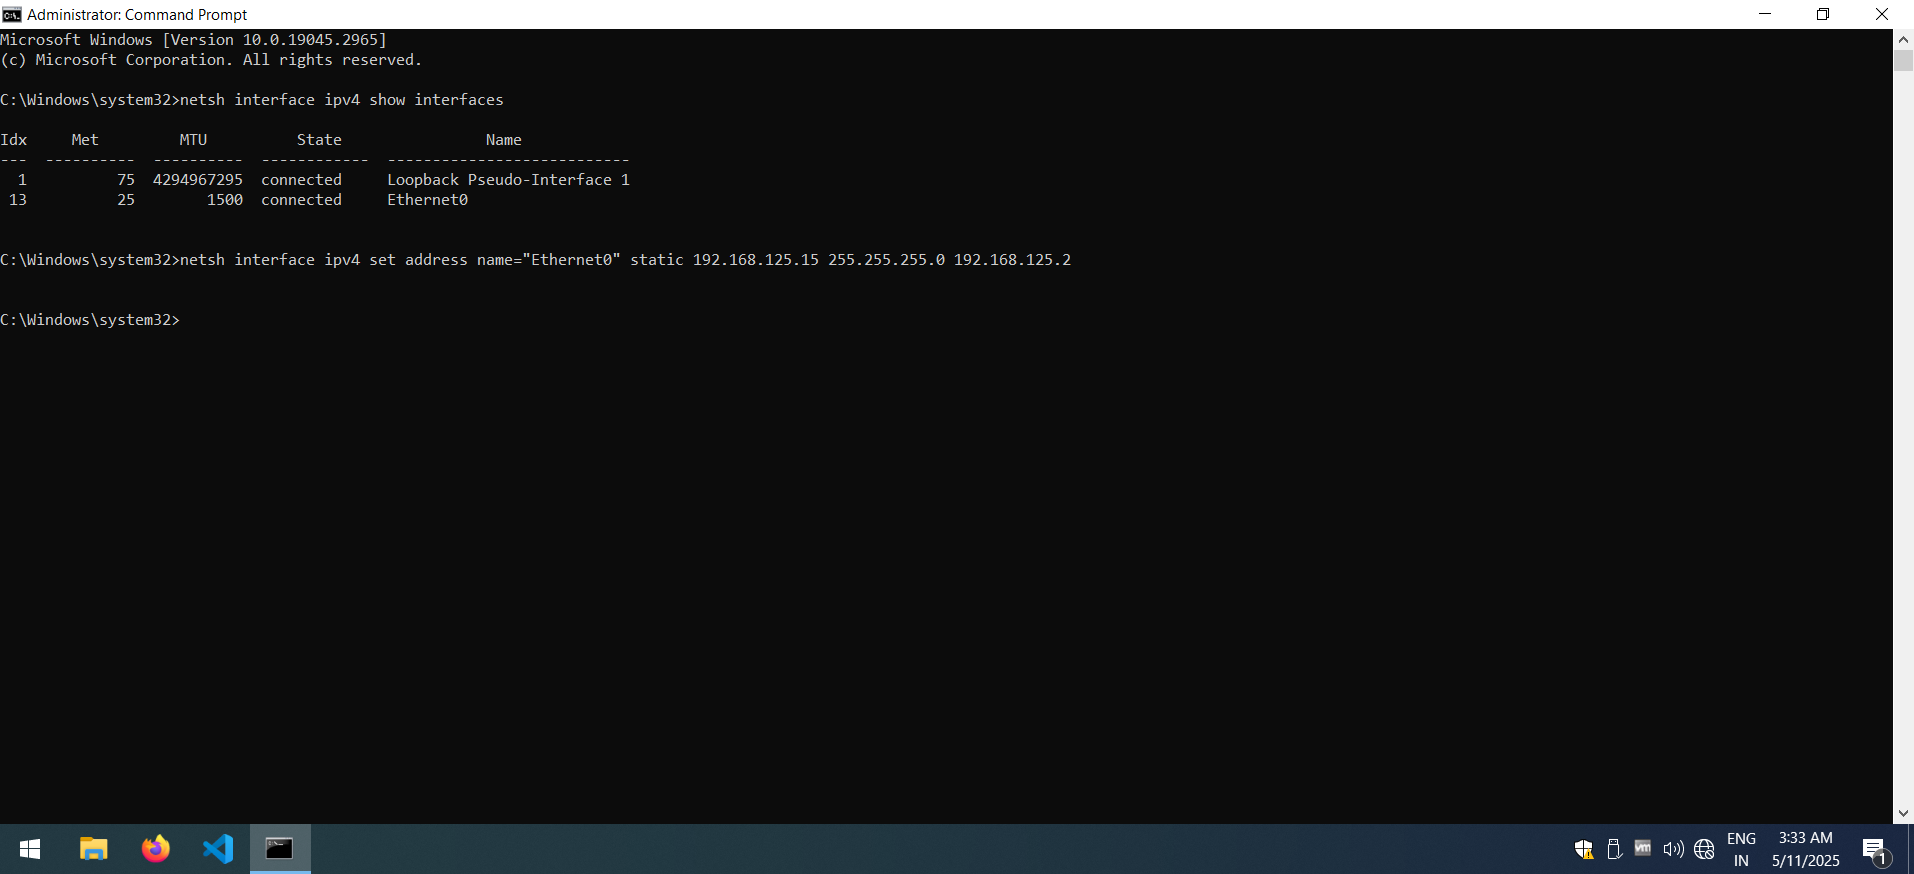 Administrator: Command Prompt
Microsoft Windows [Version 10.0.19045.2965]
(c) Microsoft Corporation. All rights reserved.
C:\Windows\system32>netsh interface ipv4 show interfaces
Idx     Met         MTU          State                Name
---  ----------  ----------  ------------  ---------------------------
  1          75  4294967295  connected     Loopback Pseudo-Interface 1
 13          25        1500  connected     Ethernet0
C:\Windows\system32>netsh interface ipv4 set address name="Ethernet0" static 192.168.125.15 255.255.255.0 192.168.125.2
C:\Windows\system32>
vm
ENG
IN
3:33 AM
5/11/2025
1